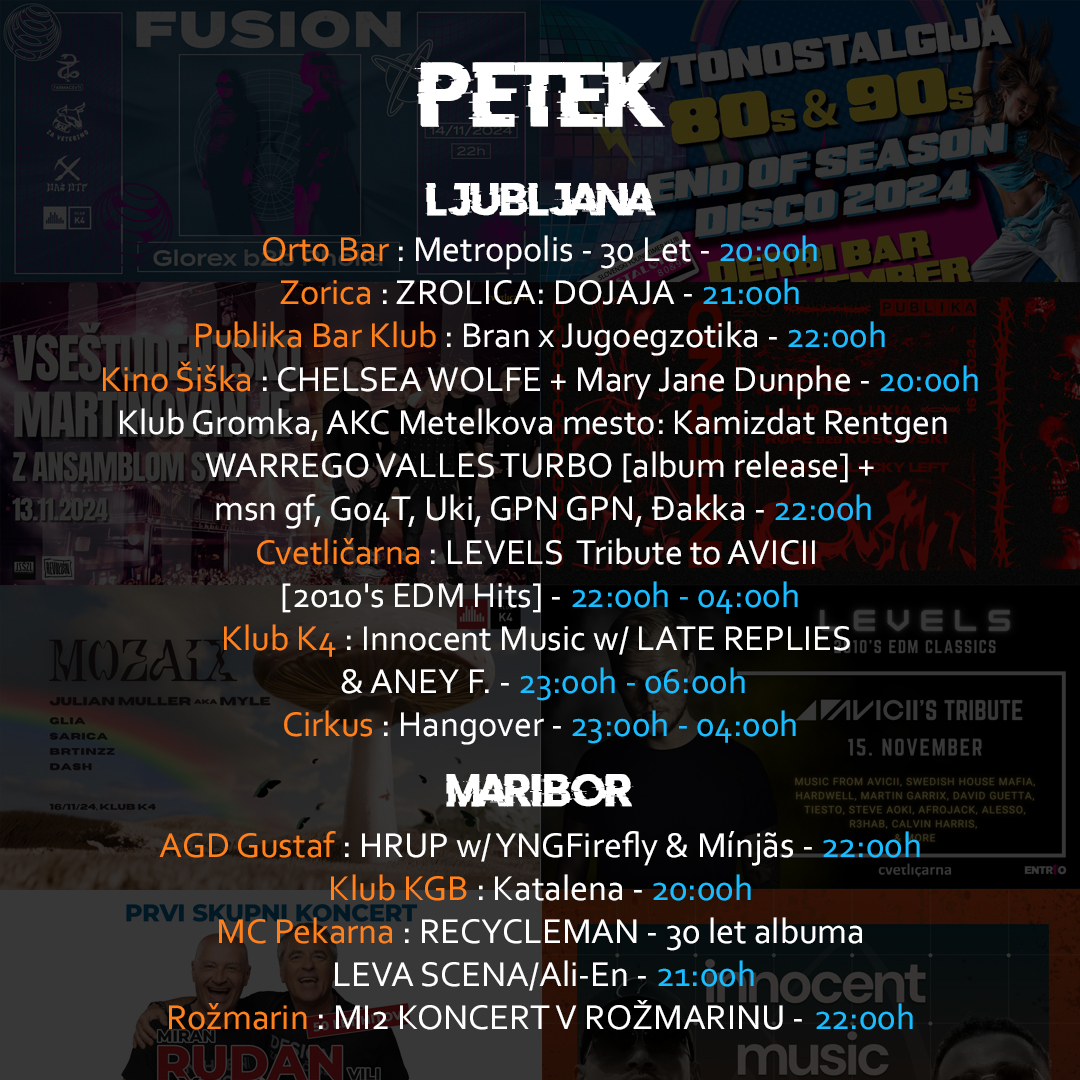 PETEK
LJUBLJANA
Orto Bar : Metropolis - 30 Let - 20:00h
Zorica : ZROLICA: DOJAJA - 21:00h
Publika Bar Klub : Bran x Jugoegzotika - 22:00h
Kino Šiška : CHELSEA WOLFE + Mary Jane Dunphe - 20:00h
Klub Gromka, AKC Metelkova mesto: Kamizdat Rentgen
WARREGO VALLES TURBO [album release] +
msn gf, Go4T, Uki, GPN GPN, Đakka - 22:00h
Cvetličarna : LEVELS Tribute to AVICII
[2010's EDM Hits] - 22:00h - 04:00h
Klub K4 : Innocent Music w/ LATE REPLIES
& ANEY F. - 23:00h - 06:00h
Cirkus : Hangover - 23:00h - 04:00h
MARIBOR
AGD Gustaf : HRUP w/ YNGFirefly & Mínjãs - 22:00h
Klub KGB : Katalena - 20:00h
MC Pekarna : RECYCLEMAN - 30 let albuma
LEVA SCENA/Ali-En - 21:00h
Rožmarin : MI2 KONCERT V ROŽMARINU - 22:00h
FUSION
14/11/2024
22h
KLUB K4
Glorex b2b
80s & 90s
END OF SEASON
DISCO 2024
DERBI BAR
VSEŠTUDENTSKO
MARTINOVANJE
Z ANSAMBLOM
13.11.2024
PUBLIKA
MOZAIK
JULIAN MULLER AKA MYLE
GLIA
SARICA
BRTINZZ
DASH
16/11/24, KLUB K4
K4
LEVELS
2010'S EDM CLASSICS
AVICII'S TRIBUTE
15. NOVEMBER
MUSIC FROM AVICII, SWEDISH HOUSE MAFIA,
HARDWELL, MARTIN GARRIX, DAVID GUETTA,
TIESTO, STEVE AOKI, AFROJACK, ALESSO,
R3HAB, CALVIN HARRIS,
& MORE
cvetličarna
ENTRIO
PRVI SKUPNI KONCERT
MIRAN
RUDAN
VILI
innocent
music